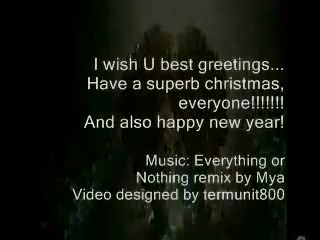 I wish U best greetings...
Have a superb christmas,
everyone!!!!!!!
And also happy new year!
Music: Everything or
Nothing remix by Mya
Video designed by termunit800